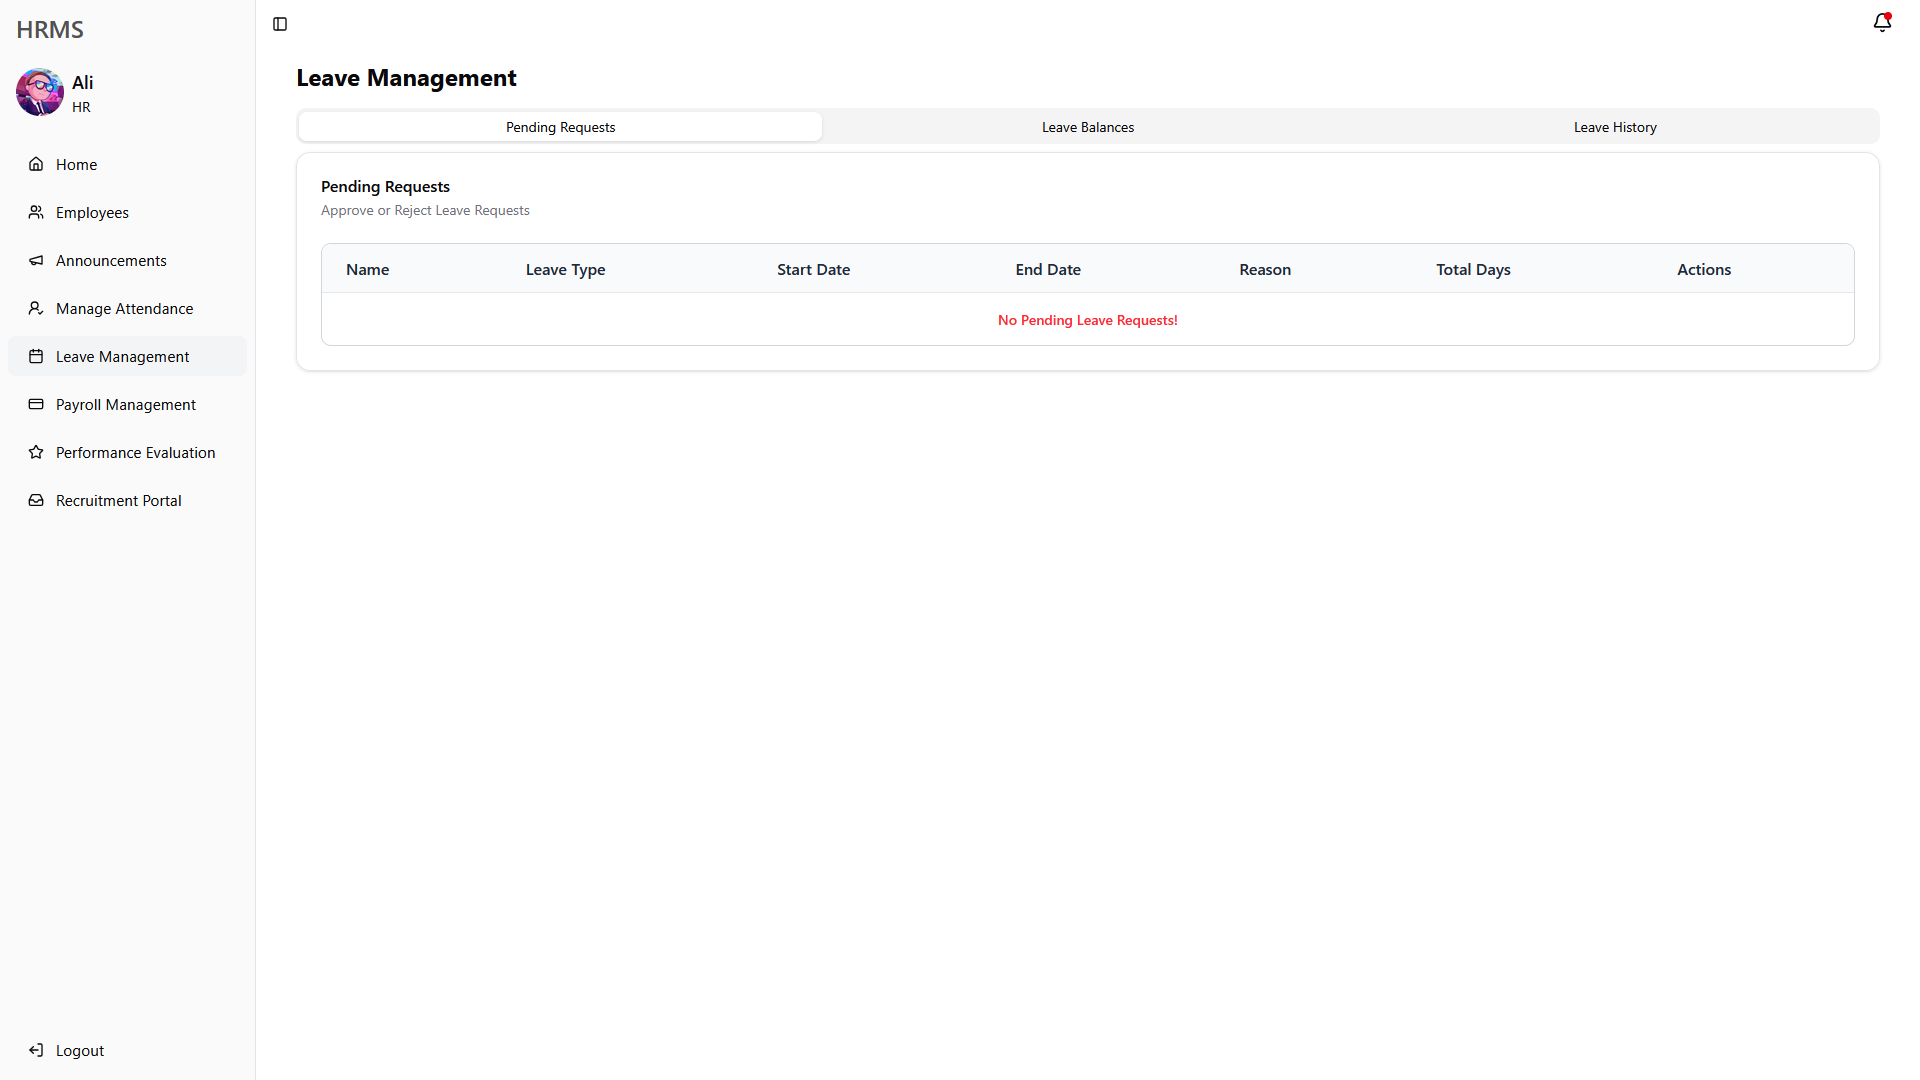 HRMS
Ali
HR
Home
Employees
Announcements
Manage Attendance
Leave Management
Payroll Management
Performance Evaluation
Recruitment Portal
Logout
Leave Management
Pending Requests Leave Balances Leave History
Pending Requests
Approve or Reject Leave Requests
Name Leave Type Start Date End Date Reason Total Days Actions
No Pending Leave Requests!